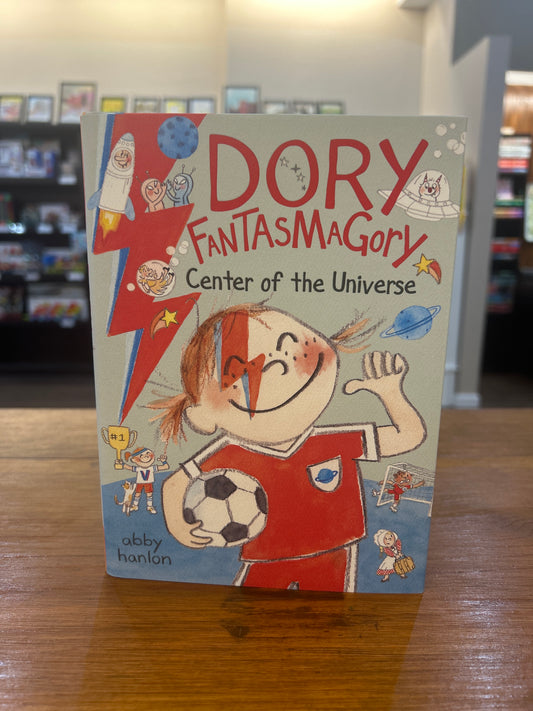 DORY
FANTASMAGORY
Center of the Universe
#1
V
abby
hanlon